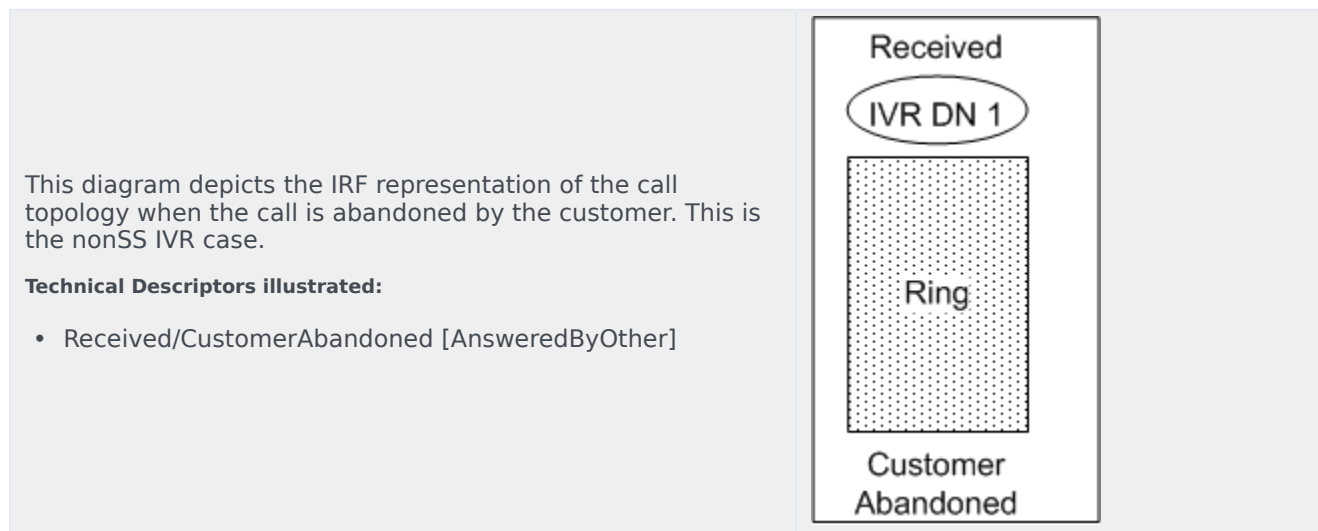 This diagram depicts the IRF representation of the call
topology when the call is abandoned by the customer. This is
the nonSS IVR case.
Technical Descriptors illustrated:
• Received/CustomerAbandoned [AnsweredByOther]
Received
IVR DN 1
Ring
Customer
Abandoned